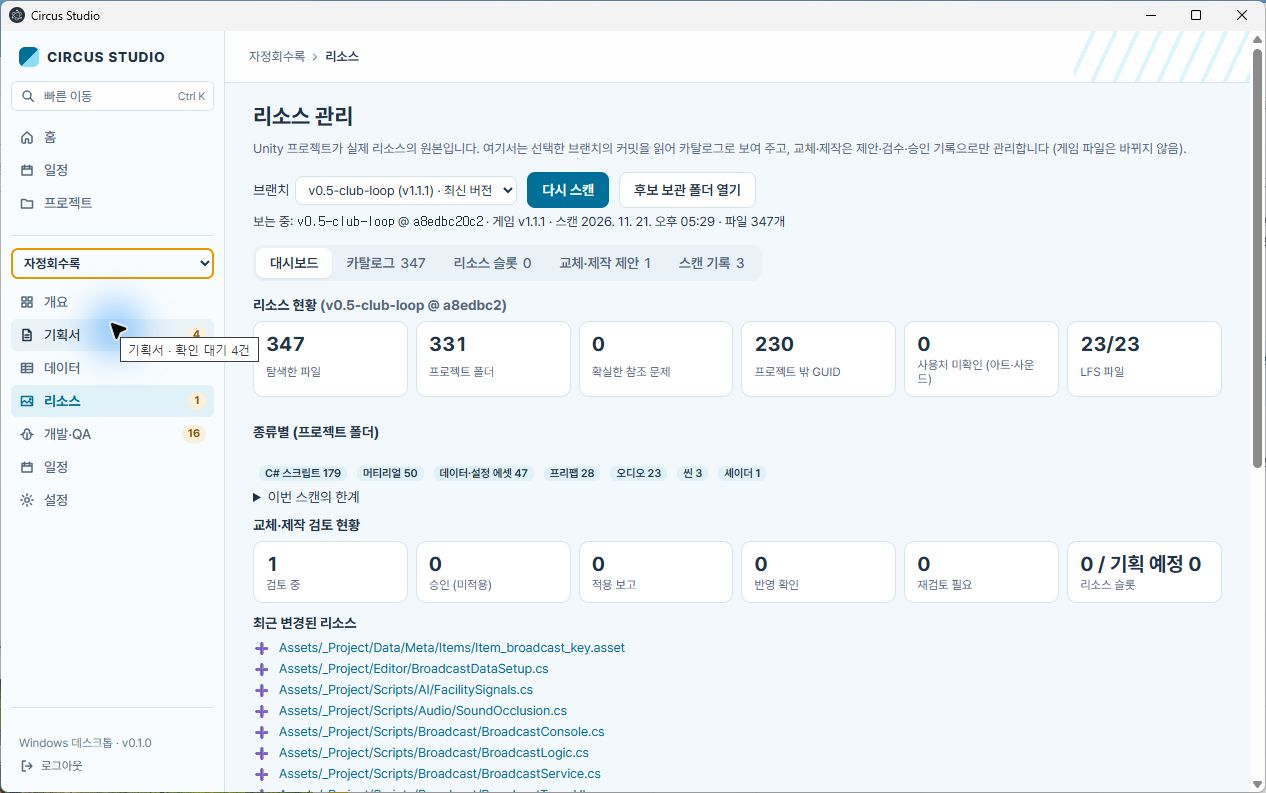 Circus Studio
CIRCUS STUDIO
빠른 이동 Ctrl K
홈
일정
프로젝트
자정회수록
개요
기획서 4
기획서 · 확인 대기 4건
데이터
리소스 1
개발·QA 16
일정
설정
Windows 데스크톱 · v0.1.0
로그아웃
자정회수록 › 리소스
리소스 관리
Unity 프로젝트가 실제 리소스의 원본입니다. 여기서는 선택한 브랜치의 커밋을 읽어 카탈로그로 보여 주고, 교체·제작은 제안·검수·승인 기록으로만 관리합니다 (게임 파일은 바뀌지 않음).
브랜치 v0.5-club-loop (v1.1.1) · 최신 버전 다시 스캔 후보 보관 폴더 열기
보는 중: v0.5-club-loop @ a8edbc20c2 · 게임 v1.1.1 · 스캔 2026. 11. 21. 오후 05:29 · 파일 347개
대시보드 카탈로그 347 리소스 슬롯 0 교체·제작 제안 1 스캔 기록 3
리소스 현황 (v0.5-club-loop @ a8edbc2)
347 331 0 230 0 23/23
탐색한 파일 프로젝트 폴더 확실한 참조 문제 프로젝트 밖 GUID 사용처 미확인 (아트·사운드) LFS 파일
종류별 (프로젝트 폴더)
C# 스크립트 179 머티리얼 50 데이터·설정 에셋 47 프리팹 28 오디오 23 씬 3 셰이더 1
▶ 이번 스캔의 한계
교체·제작 검토 현황
1 0 0 0 0 0 / 기획 예정 0
검토 중 승인 (미적용) 적용 보고 반영 확인 재검토 필요 리소스 슬롯
최근 변경된 리소스
Assets/_Project/Data/Meta/Items/Item_broadcast_key.asset
Assets/_Project/Editor/BroadcastDataSetup.cs
Assets/_Project/Scripts/AI/FacilitySignals.cs
Assets/_Project/Scripts/Audio/SoundOcclusion.cs
Assets/_Project/Scripts/Broadcast/BroadcastConsole.cs
Assets/_Project/Scripts/Broadcast/BroadcastLogic.cs
Assets/_Project/Scripts/Broadcast/BroadcastService.cs